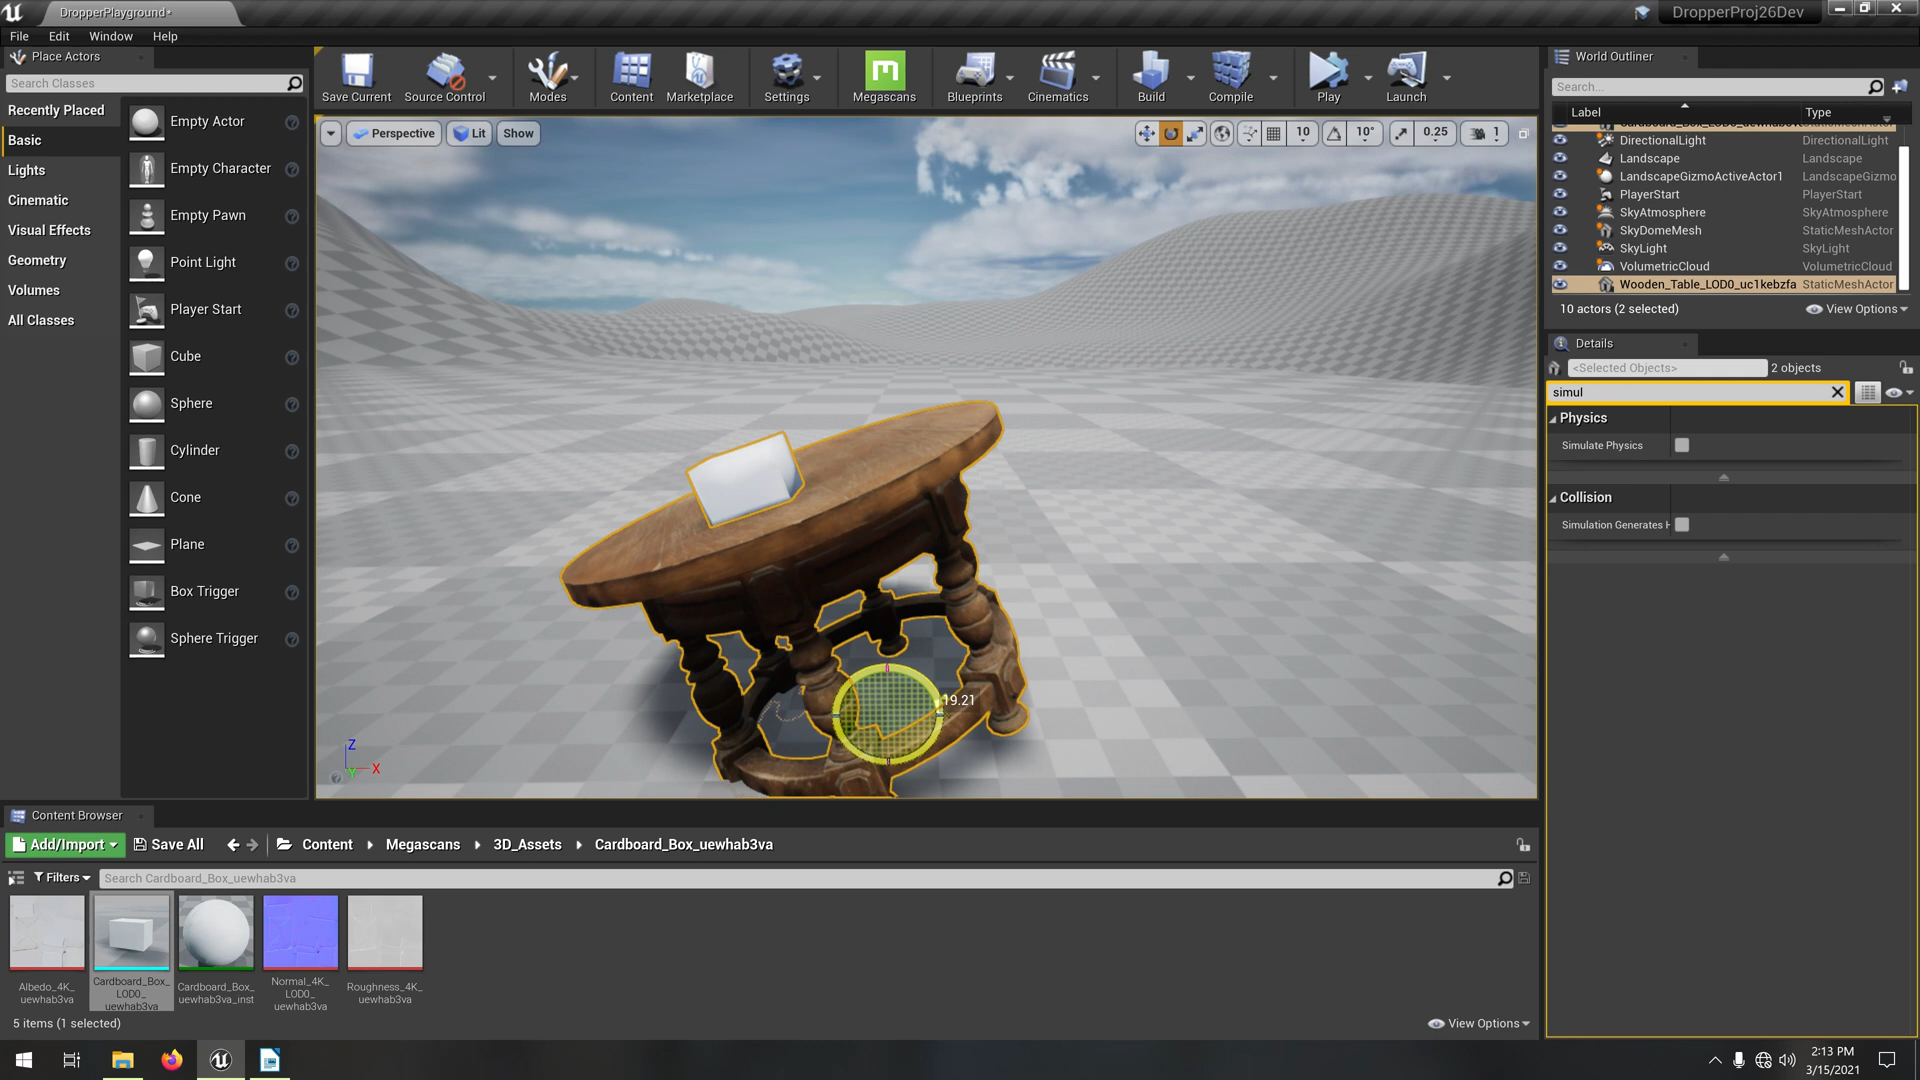 DropperPlayground*
DropperProj26Dev
File
Edit
Window
Help
Place Actors
Search Classes
Recently Placed
Basic
Lights
Cinematic
Visual Effects
Geometry
Volumes
All Classes
Empty Actor
Empty Character
Empty Pawn
Point Light
Player Start
Cube
Sphere
Cylinder
Cone
Plane
Box Trigger
Sphere Trigger
Save Current
Source Control
Modes
Content
Marketplace
Settings
Megascans
Blueprints
Cinematics
Build
Compile
Play
Launch
Perspective
Lit
Show
10
10°
0.25
1
19.21
Z
X
Y
World Outliner
Search...
Label
Type
DirectionalLight DirectionalLight
Landscape Landscape
LandscapeGizmoActiveActor1 LandscapeGizmo
PlayerStart PlayerStart
SkyAtmosphere SkyAtmosphere
SkyDomeMesh StaticMeshActor
SkyLight SkyLight
VolumetricCloud VolumetricCloud
Wooden_Table_LOD0_uc1kebzfa StaticMeshActor
10 actors (2 selected)
View Options
Details
<Selected Objects>
2 objects
simul
Physics
Simulate Physics
Collision
Simulation Generates H
Content Browser
Add/Import
Save All
Content
Megascans
3D_Assets
Cardboard_Box_uewhab3va
Filters
Search Cardboard_Box_uewhab3va
Albedo_4K_
uewhab3va
Cardboard_Box_
LOD0_
uewhab3va
Cardboard_Box_
uewhab3va_inst
Normal_4K_
LOD0_
uewhab3va
Roughness_4K_
uewhab3va
5 items (1 selected)
View Options
2:13 PM
3/15/2021